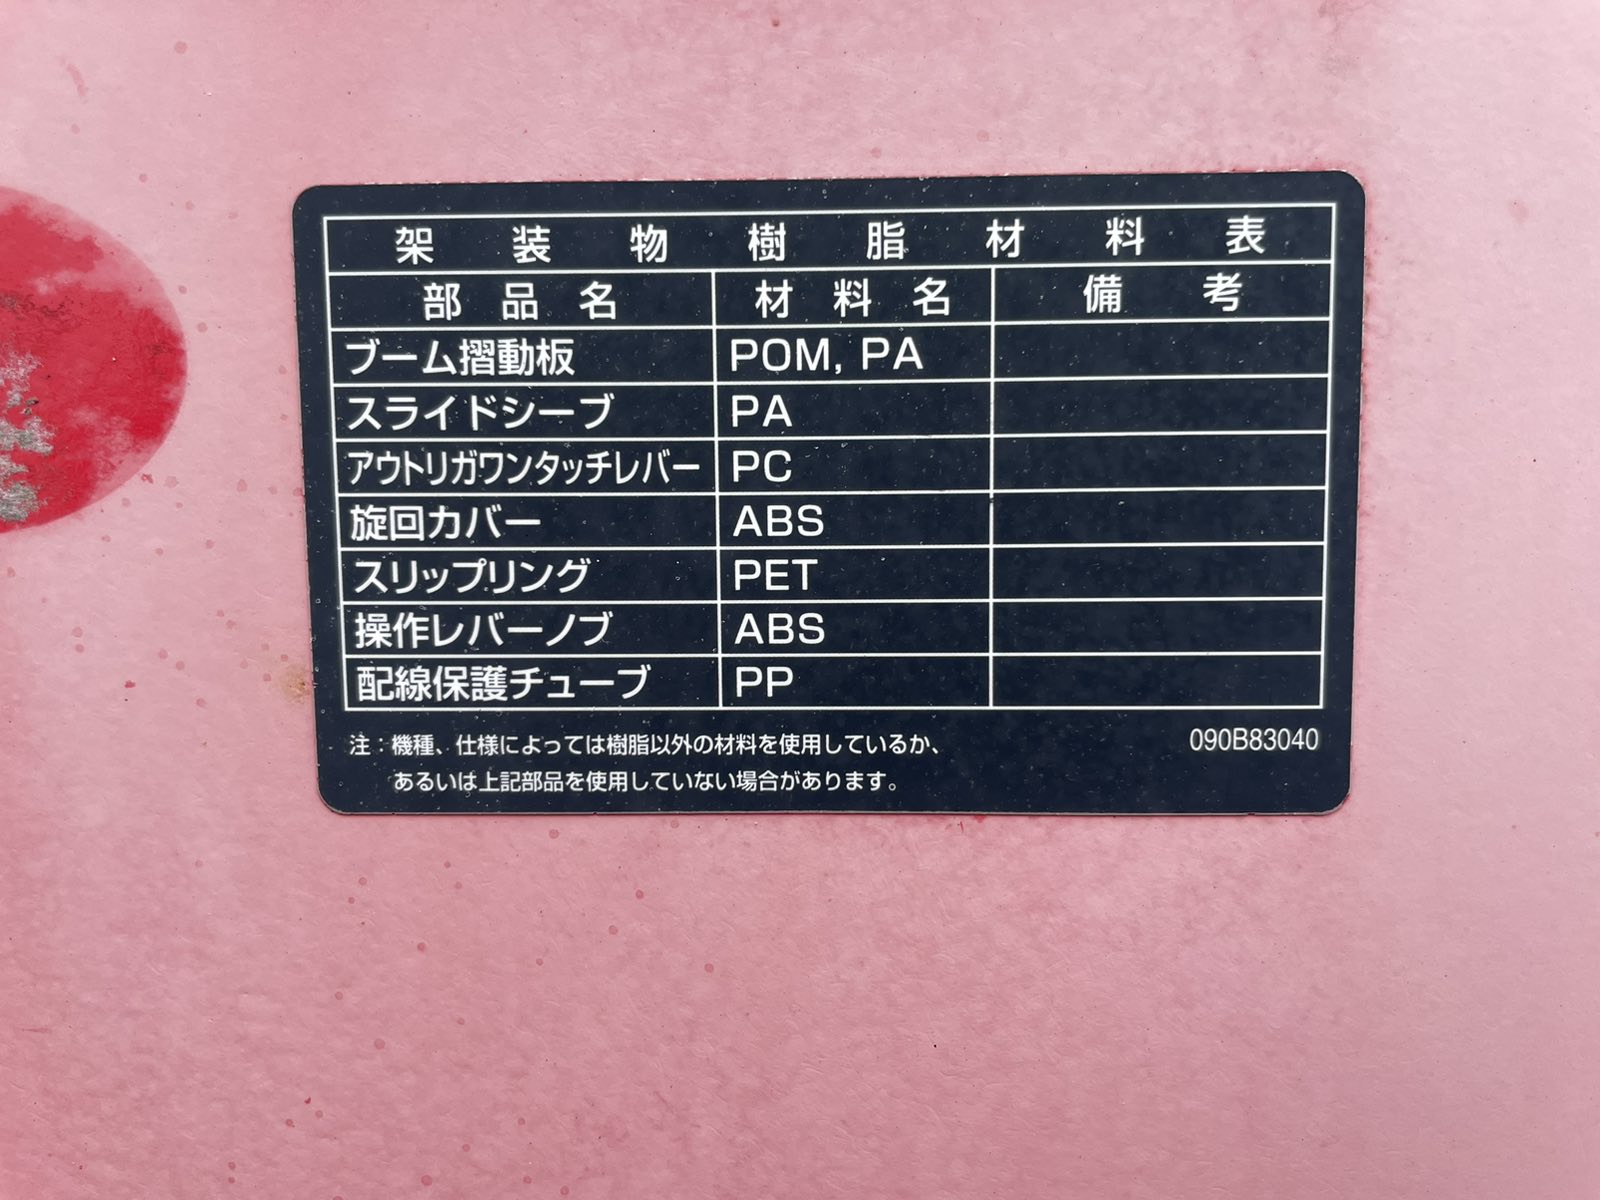 架装物樹脂材料表
部品名 材料名 備考
ブーム摺動板 POM, PA
スライドシーブ PA
アウトリガワンタッチレバー PC
旋回カバー ABS
スリップリング PET
操作レバーノブ ABS
配線保護チューブ PP
注：機種、仕様によっては樹脂以外の材料を使用しているか、 090B83040
あるいは上記部品を使用していない場合があります。